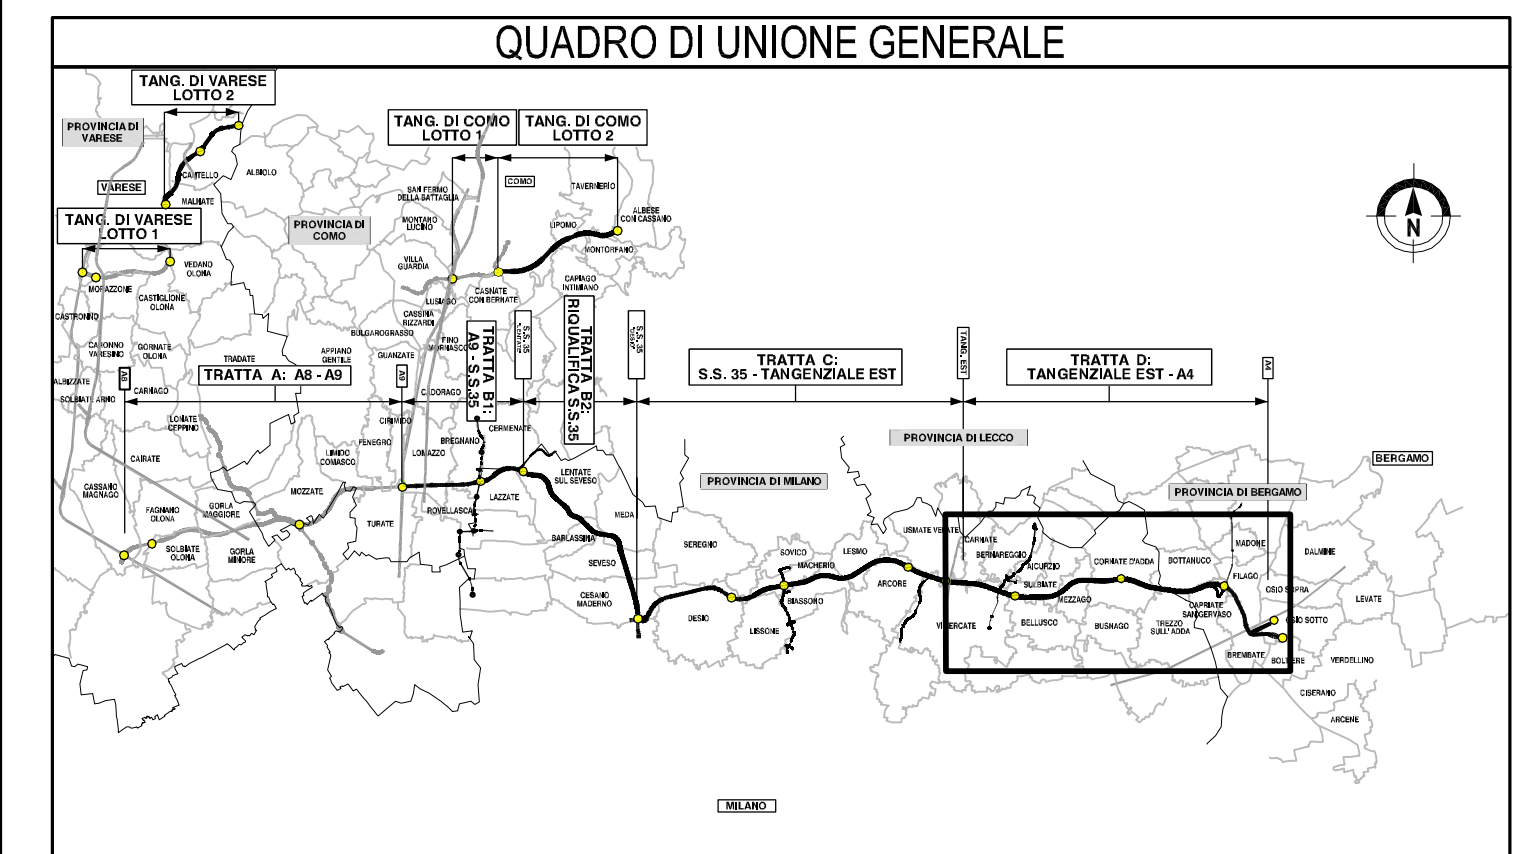 QUADRO DI UNIONE GENERALE
TANG. DI VARESE
LOTTO 2
PROVINCIA DI
VARESE
TANG. DI COMO
LOTTO 1
TANG. DI COMO
LOTTO 2
CANTELLO
ALBIOLO
VARESE
MALNATE
SAN FERMO
DELLA BATTAGLIA
COMO
TAVERNERIO
ALBESE
CON CASSANO
TANG. DI VARESE
LOTTO 1
PROVINCIA DI
COMO
MONTANO
LUCINO
LIPOMO
MONTORFANO
N
VEDANO
OLONA
VILLA
GUARDIA
MORAZZONE
CASTIGLIONE
OLONA
LUSIAGO
CASNATE
CON BERNATE
CAPIAGO
INTIMIANO
CASTRONNO
CASSINA
RIZZARDI
BULGAROGRASSO
FINO
MORNASCO
CARONNO
VARESINO
GORNATE
OLONA
TRADATE
APPIANO
GENTILE
GUANZATE
TRATTA B1:
A9 - S.S.35
S.S. 35
TRATTA B2:
RIQUALIFICA S.S.35
S.S. 35
TANG. EST
A4
TRATTA C:
S.S. 35 - TANGENZIALE EST
TRATTA D:
TANGENZIALE EST - A4
ALBIZZATE
A8
TRATTA A: A8 - A9
A9
SOLBIATE ARNO
CARNAGO
CADORAGO
LONATE
CEPPINO
CIRIMIDO
CERMENATE
FENEGRO
BREGNANO
PROVINCIA DI LECCO
CAIRATE
LIMIDO
COMASCO
LOMAZZO
BERGAMO
CASSANO
MAGNAGO
MOZZATE
LAZZATE
LENTATE
SUL SEVESO
PROVINCIA DI MILANO
PROVINCIA DI BERGAMO
FAGNANO
OLONA
GORLA
MAGGIORE
TURATE
ROVELLASCA
MEDA
USMATE VELATE
CARNATE
MADONE
SOLBIATE
OLONA
GORLA
MINORE
BARLASSINA
SEREGNO
SOVICO
LESMO
BERNAREGGIO
DALMINE
SEVESO
MACHERIO
AICURZIO
CORNATE D'ADDA
BOTTANUCO
FILAGO
ARCORE
SULBIATE
OSIO SOPRA
CESANO
MADERNO
BIASSONO
MEZZAGO
CAPRIATE
SAN GERVASO
LEVATE
DESIO
LISSONE
VIMERCATE
BELLUSCO
BUSNAGO
TREZZO
SULL' ADDA
OSIO SOTTO
BREMBATE
BOLTIERE
VERDELLINO
CISERANO
ARCENE
MILANO